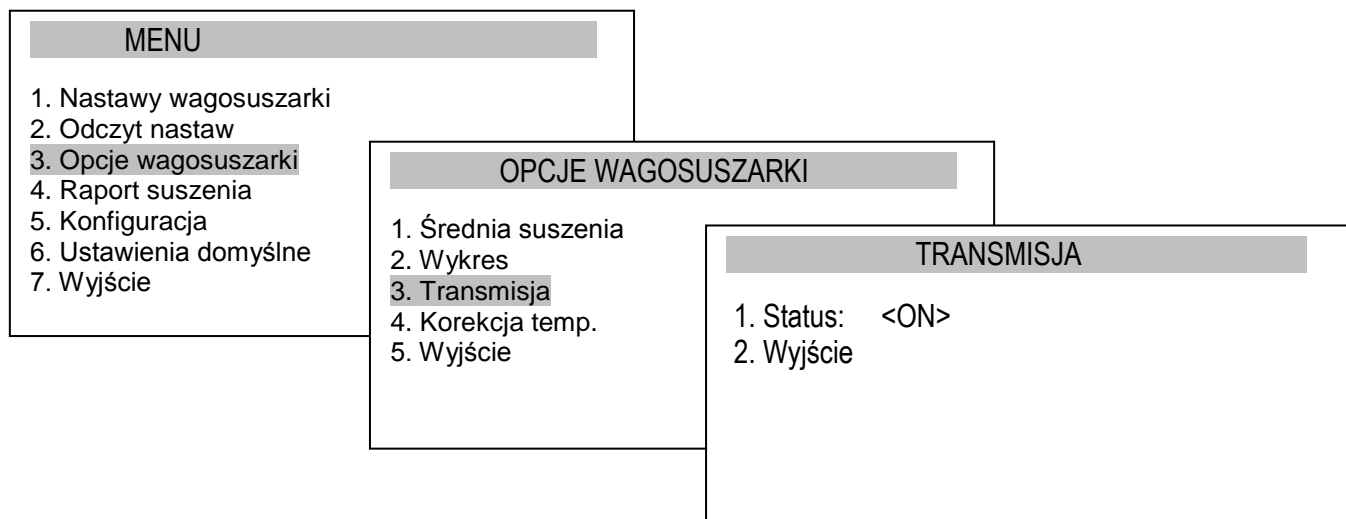 MENU
1. Nastawy wagosuszarki
2. Odczyt nastaw
3. Opcje wagosuszarki
4. Raport suszenia
5. Konfiguracja
6. Ustawienia domyślne
7. Wyjście
OPCJE WAGOSUSZARKI
1. Średnia suszenia
2. Wykres
3. Transmisja
4. Korekcja temp.
5. Wyjście
TRANSMISJA
1. Status: <ON>
2. Wyjście